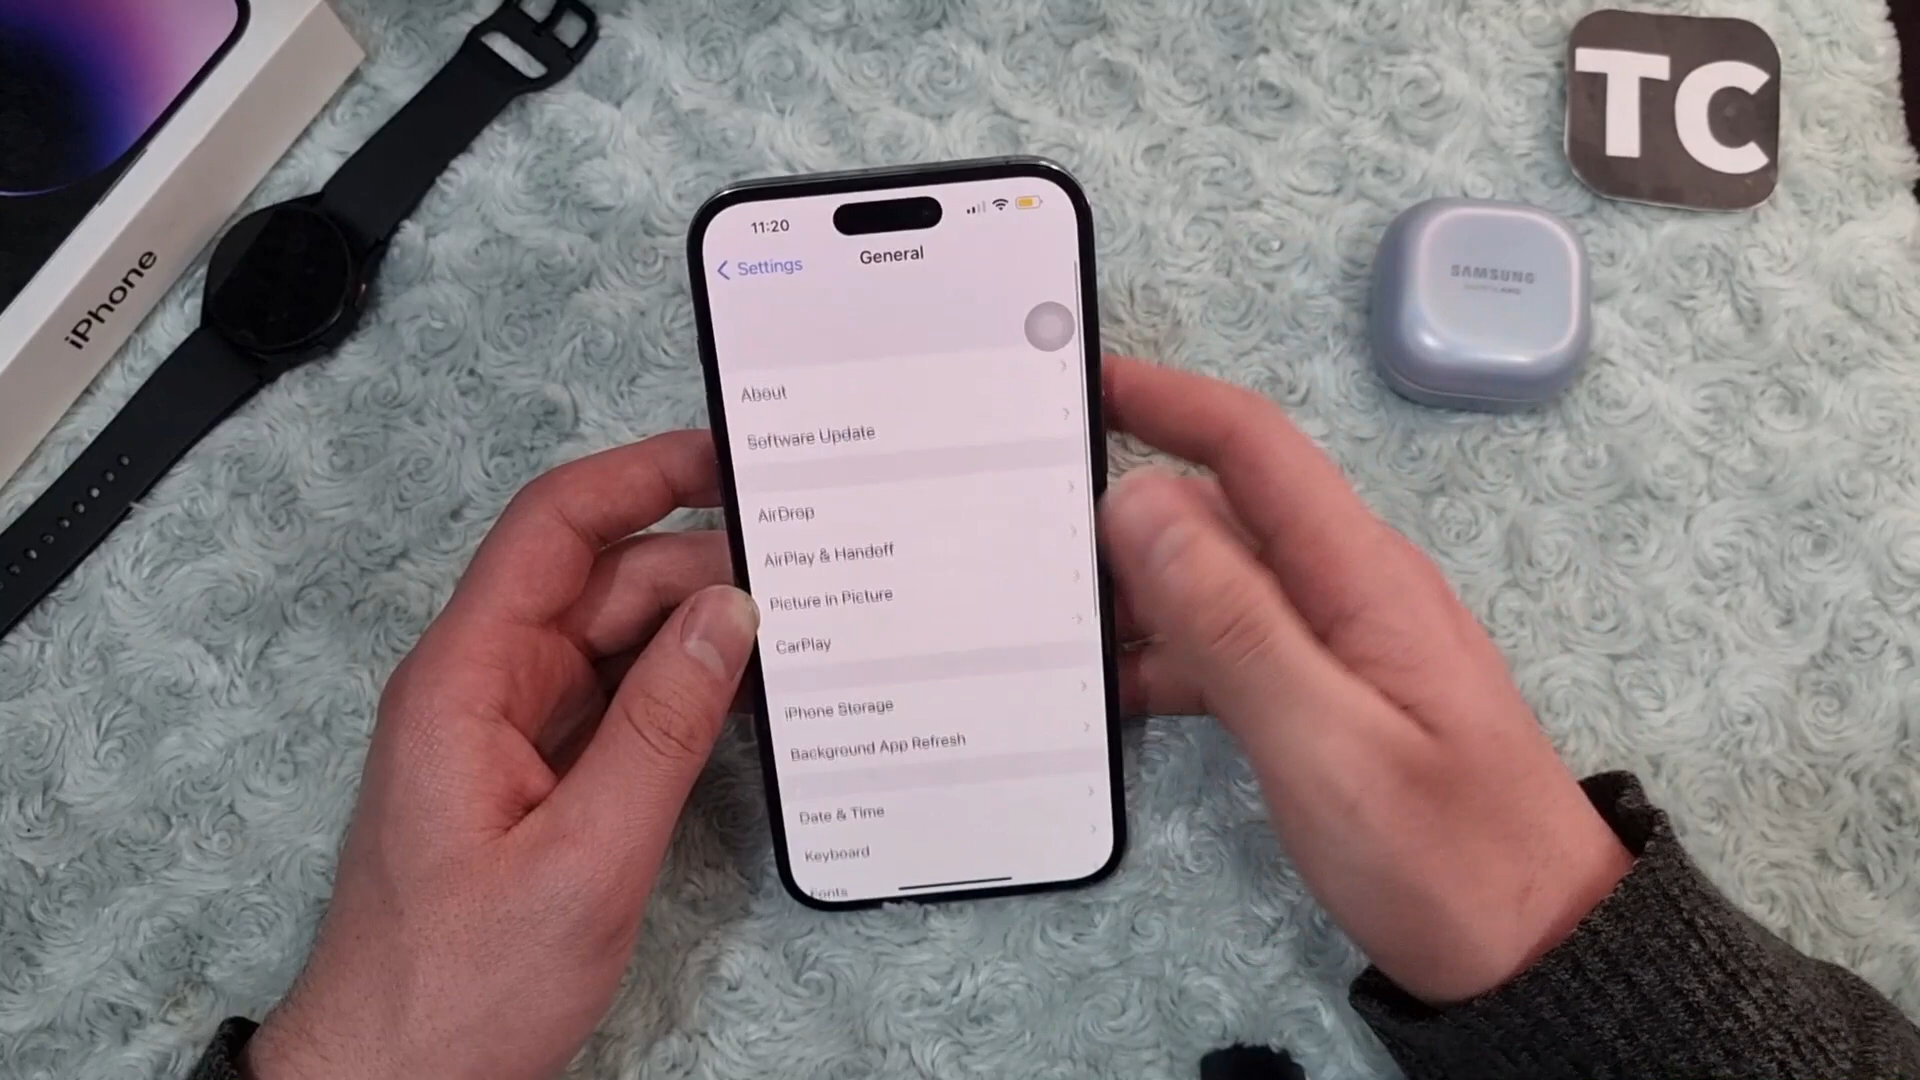 iPhone
TC
SAMSUNG
11:20
Settings
General
About
Software Update
AirDrop
AirPlay & Handoff
Picture in Picture
CarPlay
iPhone Storage
Background App Refresh
Date & Time
Keyboard
Fonts